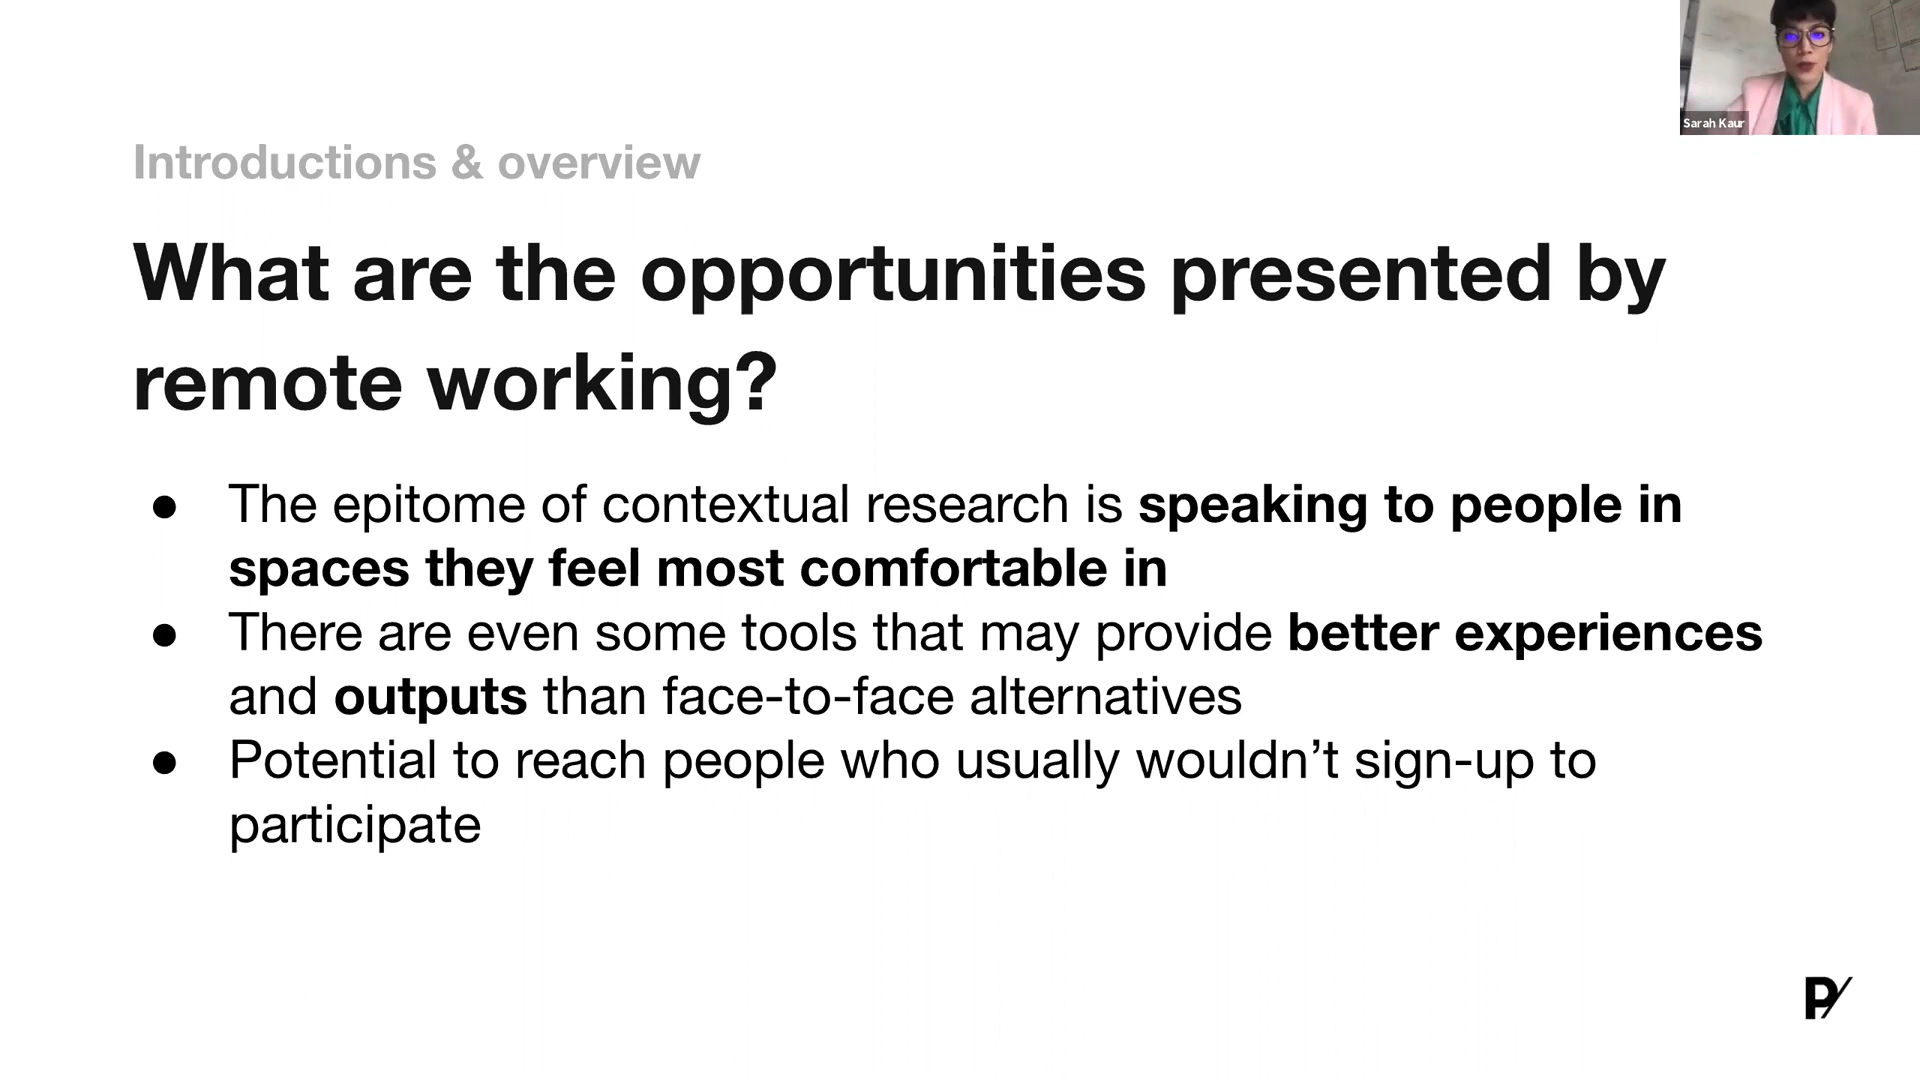 Sarah Kaur
Introductions & overview
What are the opportunities presented by
remote working?
● The epitome of contextual research is speaking to people in
spaces they feel most comfortable in
● There are even some tools that may provide better experiences
and outputs than face-to-face alternatives
● Potential to reach people who usually wouldn’t sign-up to
participate
P/